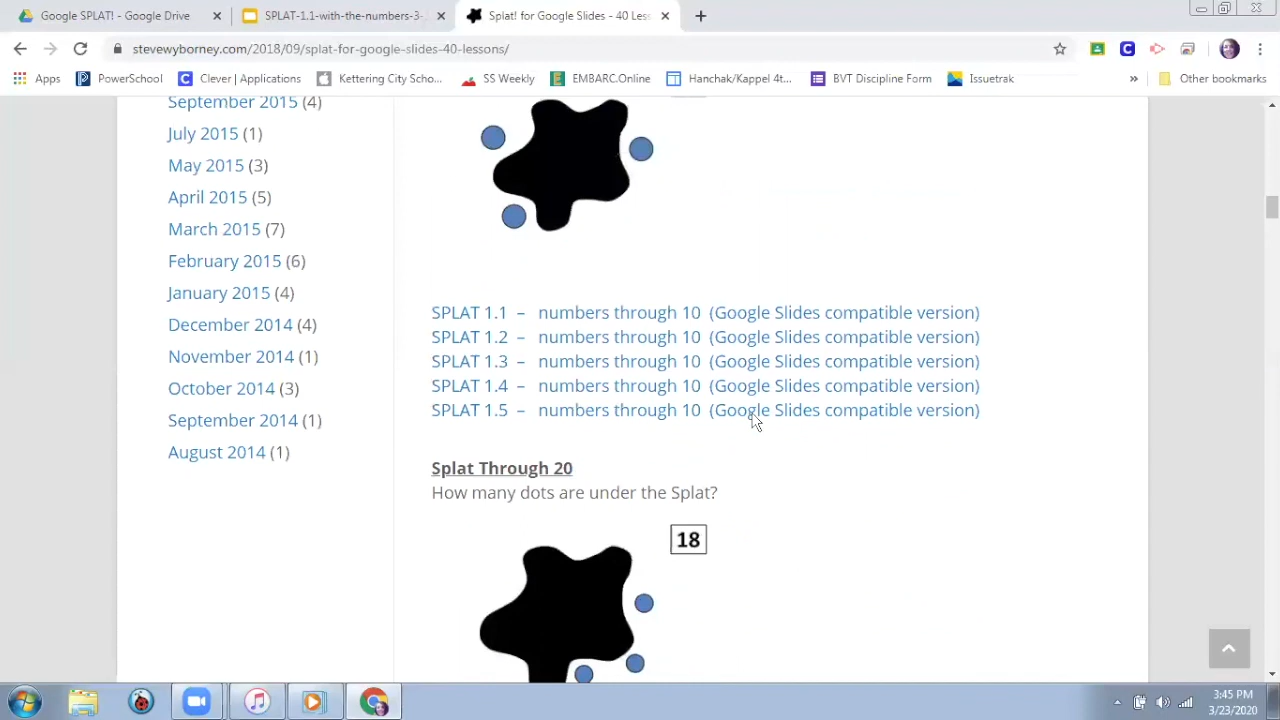 Google SPLAT! - Google Drive
SPLAT-1.1-with-the-numbers-3-
Splat! for Google Slides - 40 Less
stevewyborney.com/2018/09/splat-for-google-slides-40-lessons/
Apps
PowerSchool
Clever | Applications
Kettering City Scho...
SS Weekly
EMBARC.Online
Hanchak/Kappel 4t...
BVT Discipline Form
Issuetrak
»
Other bookmarks
September 2015 (4)
July 2015 (1)
May 2015 (3)
April 2015 (5)
March 2015 (7)
February 2015 (6)
January 2015 (4)
December 2014 (4)
November 2014 (1)
October 2014 (3)
September 2014 (1)
August 2014 (1)
SPLAT 1.1 – numbers through 10 (Google Slides compatible version)
SPLAT 1.2 – numbers through 10 (Google Slides compatible version)
SPLAT 1.3 – numbers through 10 (Google Slides compatible version)
SPLAT 1.4 – numbers through 10 (Google Slides compatible version)
SPLAT 1.5 – numbers through 10 (Google Slides compatible version)
Splat Through 20
How many dots are under the Splat?
18
3:45 PM
3/23/2020